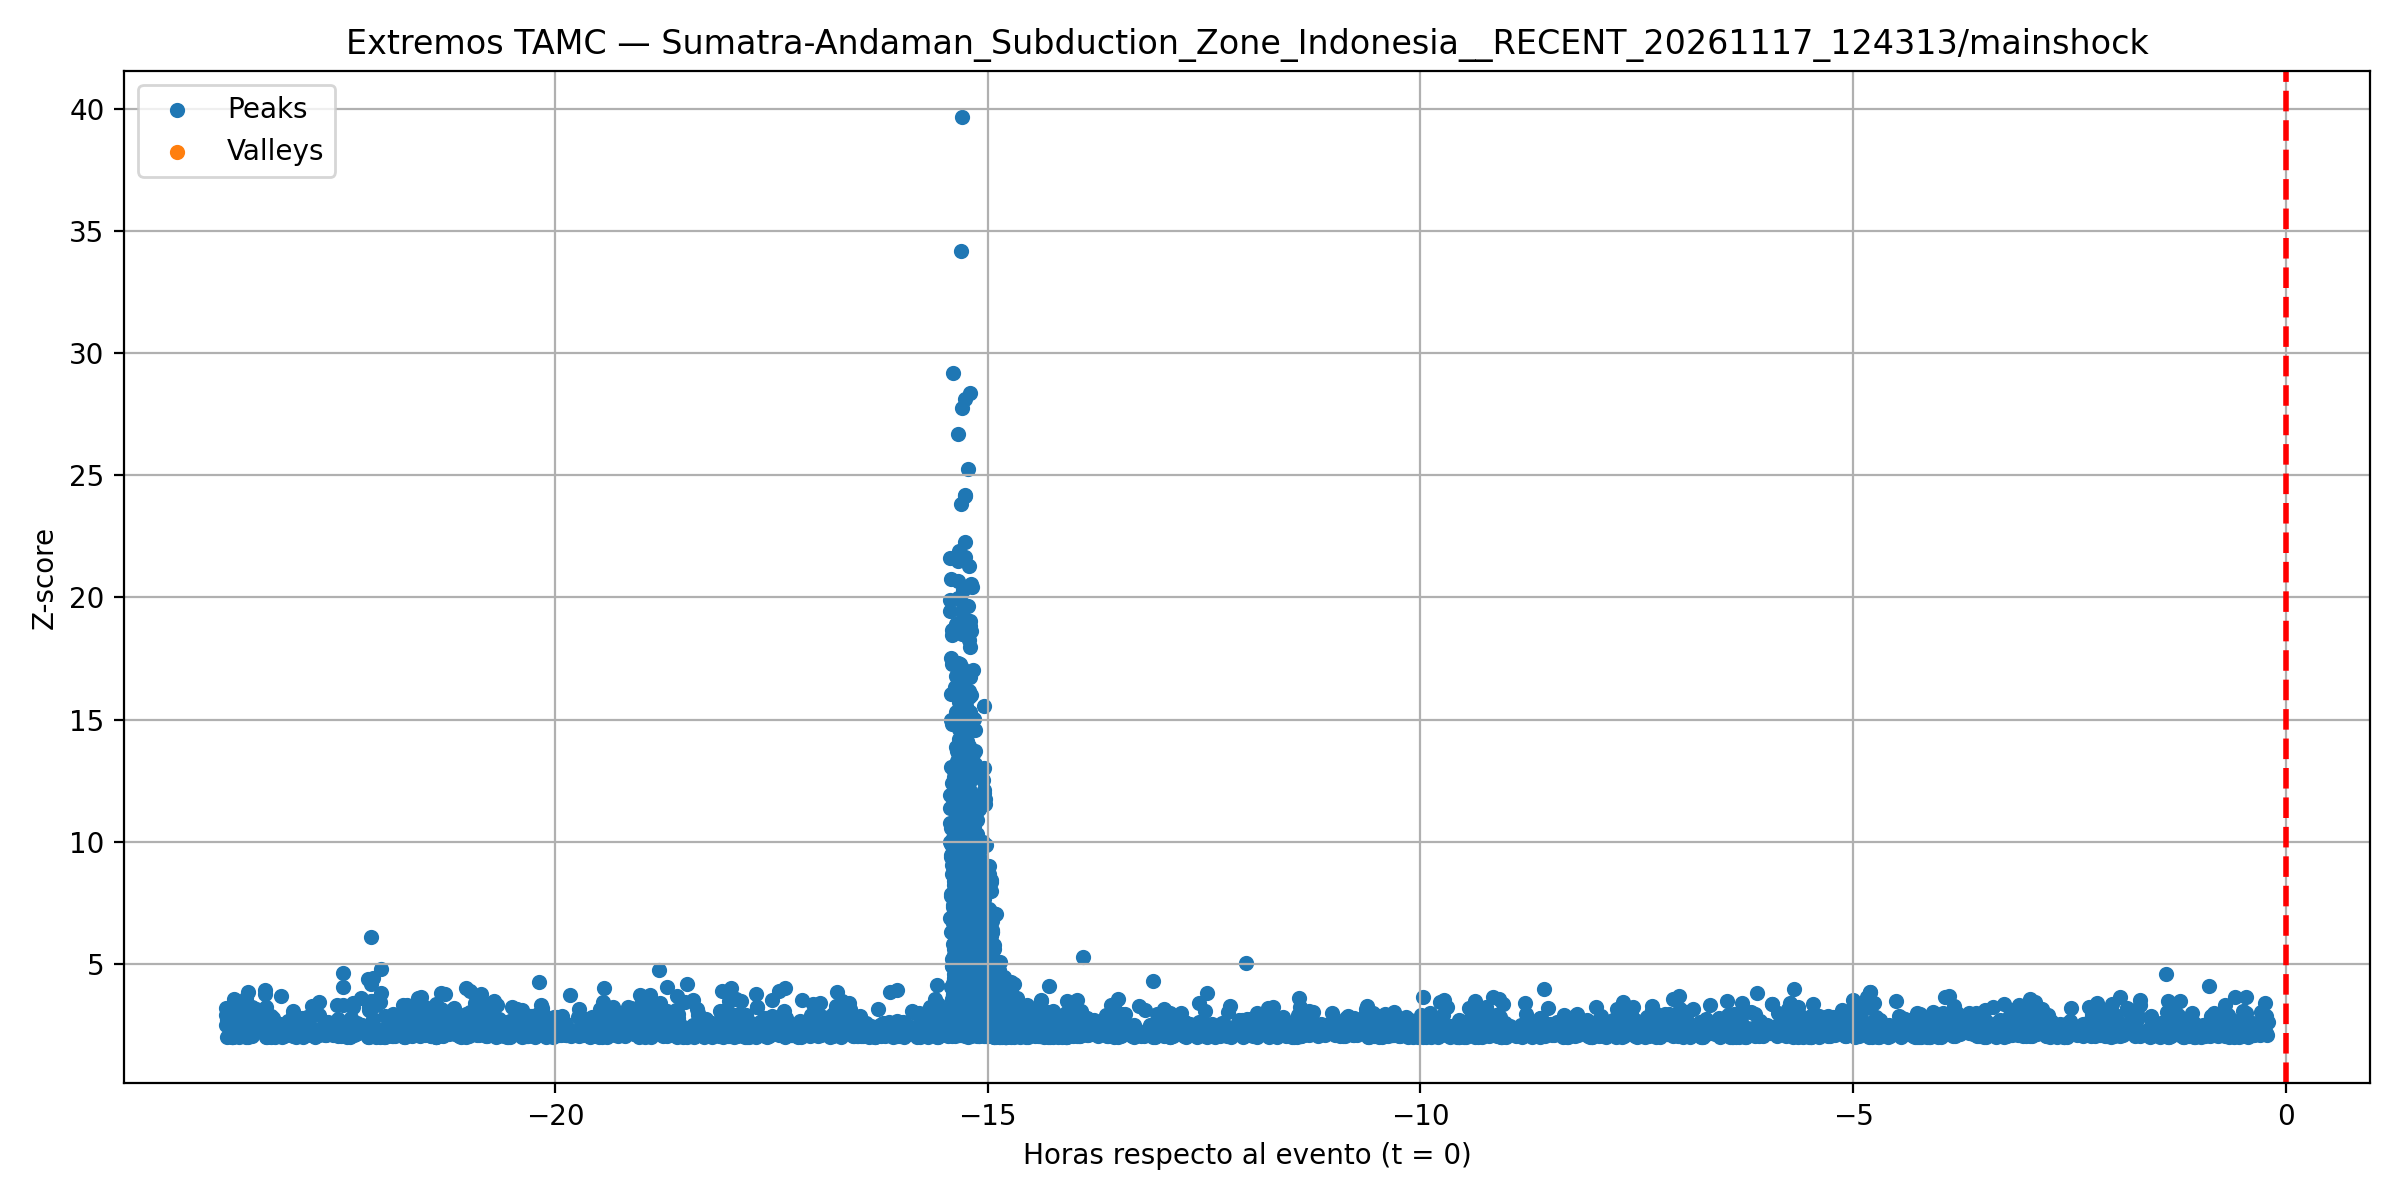 Extremos TAMC — Sumatra-Andaman_Subduction_Zone_Indonesia__RECENT_20261117_124313/mainshock
Peaks
Valleys
Z-score
40
35
30
25
20
15
10
5
−20
−15
−10
−5
0
Horas respecto al evento (t = 0)